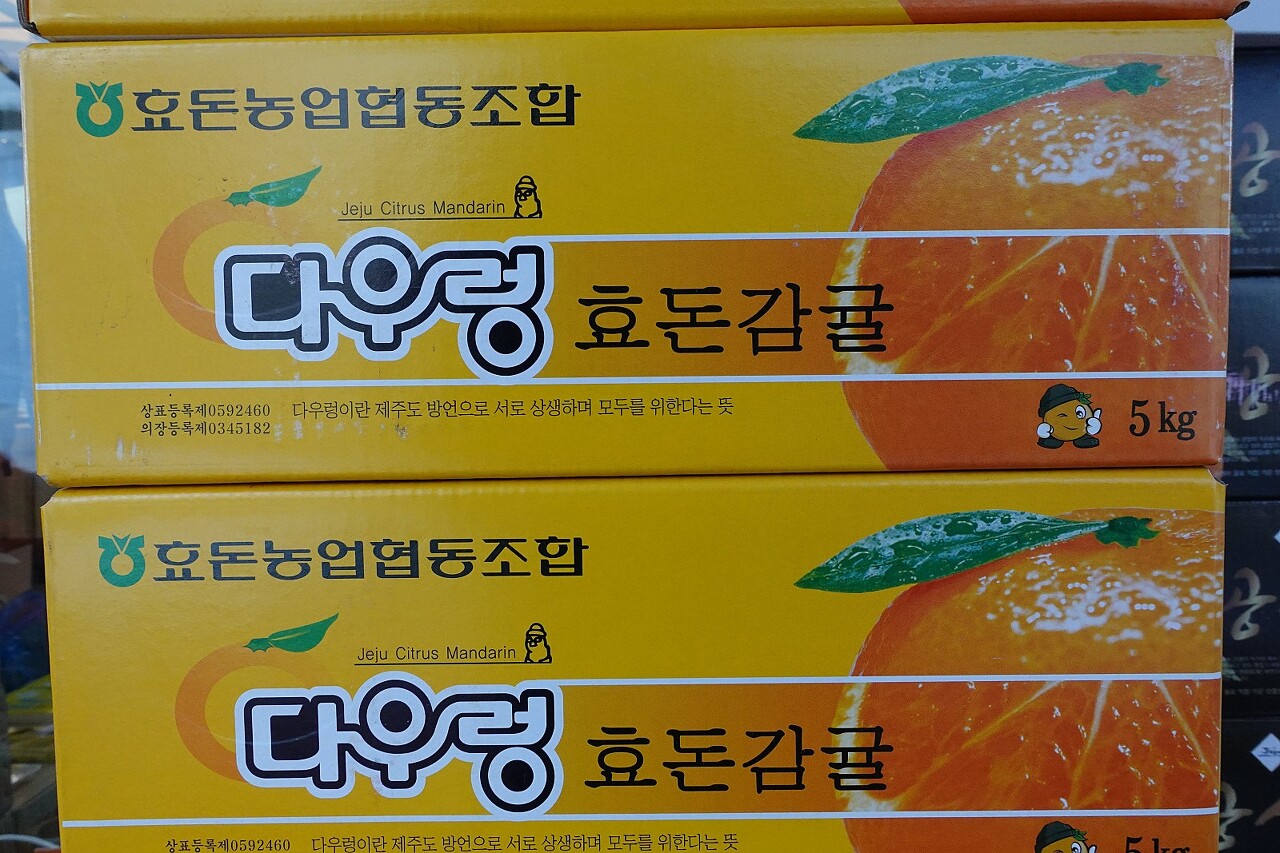 효돈농업협동조합
Jeju Citrus Mandarin
다우렁 효돈감귤
상표등록제0592460 다우렁이란 제주도 방언으로 서로 상생하며 모두를 위한다는 뜻
의장등록제0345182
5 kg
효돈농업협동조합
Jeju Citrus Mandarin
다우렁 효돈감귤
상표등록제0592460 다우렁이란 제주도 방언으로 서로 상생하며 모두를 위한다는 뜻
5 kg